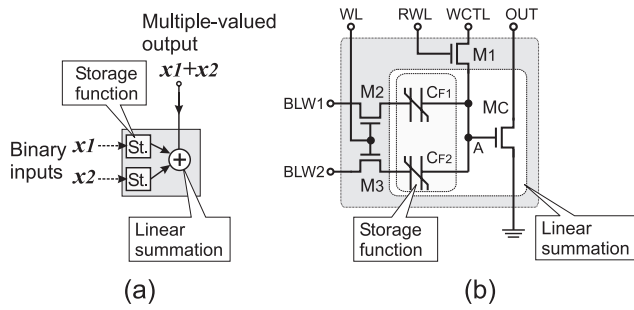 Multiple-valued
output
x1+x2
Storage
function
Binary
inputs
x1
St.
x2
St.
+
Linear
summation
(a)
WL
RWL
WCTL
OUT
M1
BLW1
M2
CF1
MC
A
BLW2
M3
CF2
Storage
function
Linear
summation
(b)